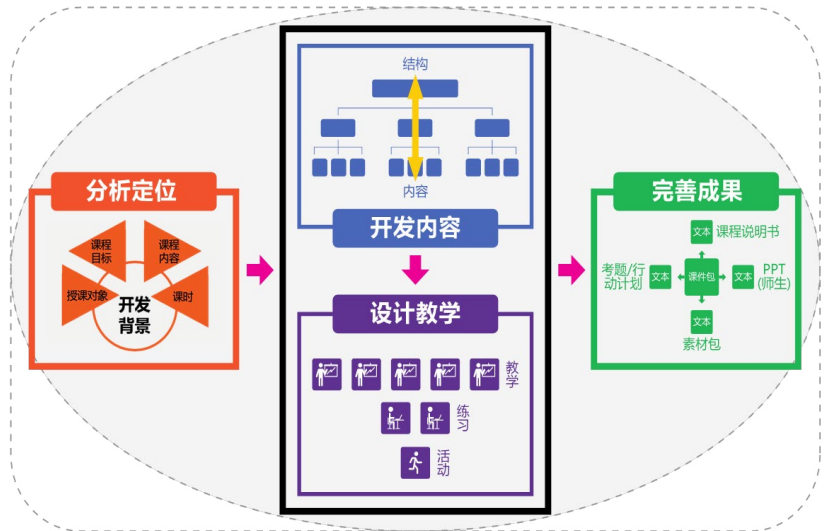 分析定位
课程
目标
课程
内容
授课对象
课时
开发
背景
结构
内容
开发内容
设计教学
教学
练习
活动
完善成果
文本
课程说明书
考题/行
动计划
文本
课件包
文本
PPT
(师生)
文本
素材包